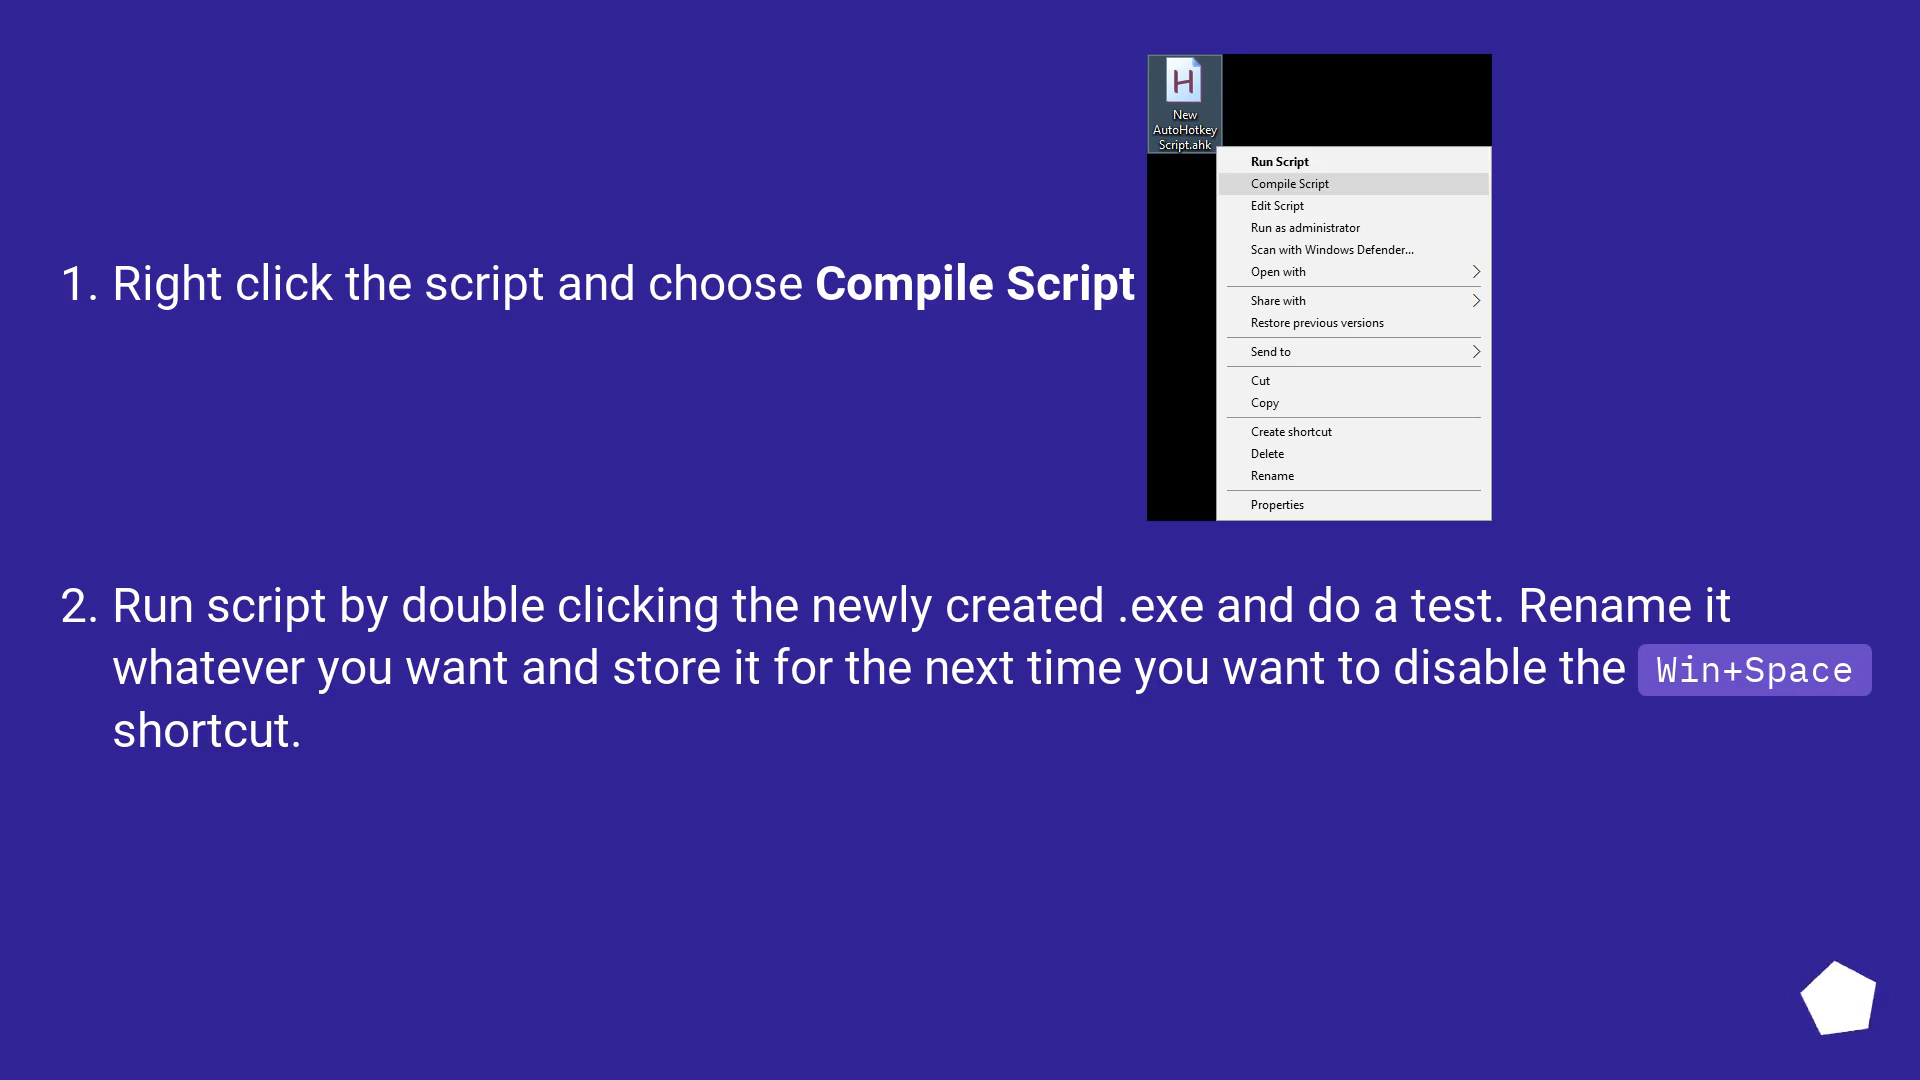 New
AutoHotkey
Script.ahk
Run Script
Compile Script
Edit Script
Run as administrator
Scan with Windows Defender...
Open with
Share with
Restore previous versions
Send to
Cut
Copy
Create shortcut
Delete
Rename
Properties
1. Right click the script and choose Compile Script
2. Run script by double clicking the newly created .exe and do a test. Rename it
whatever you want and store it for the next time you want to disable the Win+Space
shortcut.